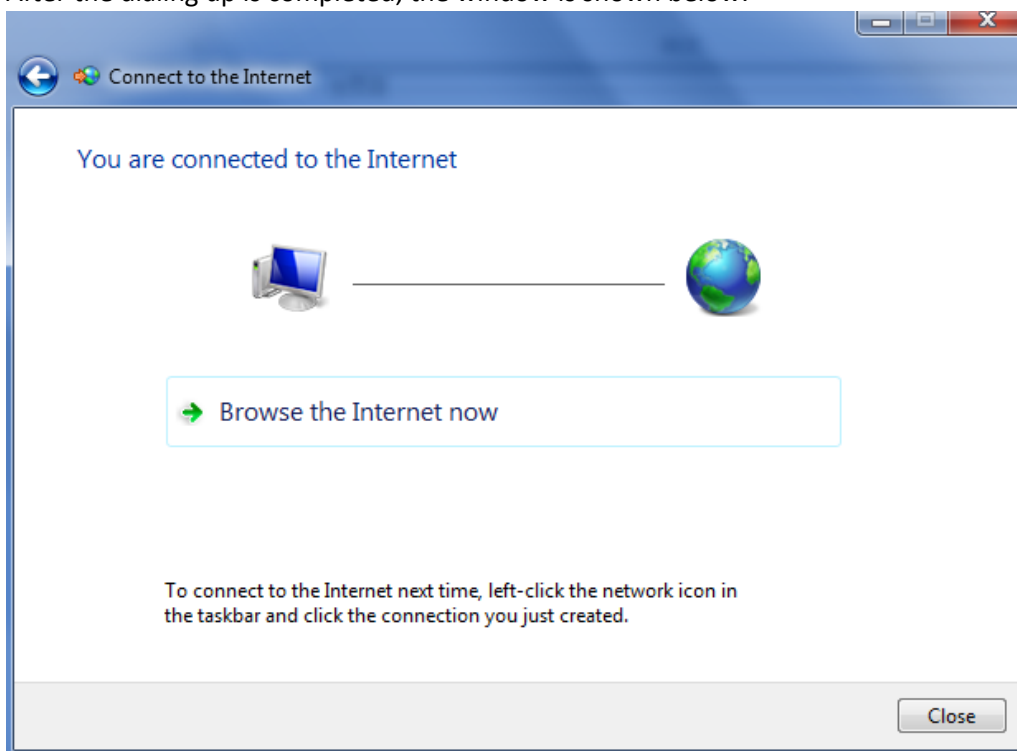 After the dialing up is completed, the window is shown below:
Connect to the Internet
You are connected to the Internet
Browse the Internet now
To connect to the Internet next time, left-click the network icon in
the taskbar and click the connection you just created.
Close